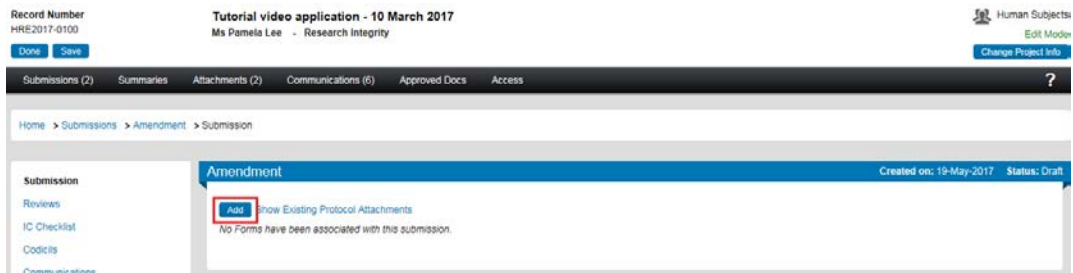 Record Number
HRE2017-0100
Done Save
Tutorial video application - 10 March 2017
Ms Pamela Lee - Research Integrity
Human Subjects
Edit Mode
Change Project Info
Submissions (2) Summaries Attachments (2) Communications (6) Approved Docs Access ?
Home > Submissions > Amendment > Submission
Submission
Reviews
IC Checklist
Codicils
Communications
Amendment Created on: 19-May-2017 Status: Draft
Add Show Existing Protocol Attachments
No Forms have been associated with this submission.